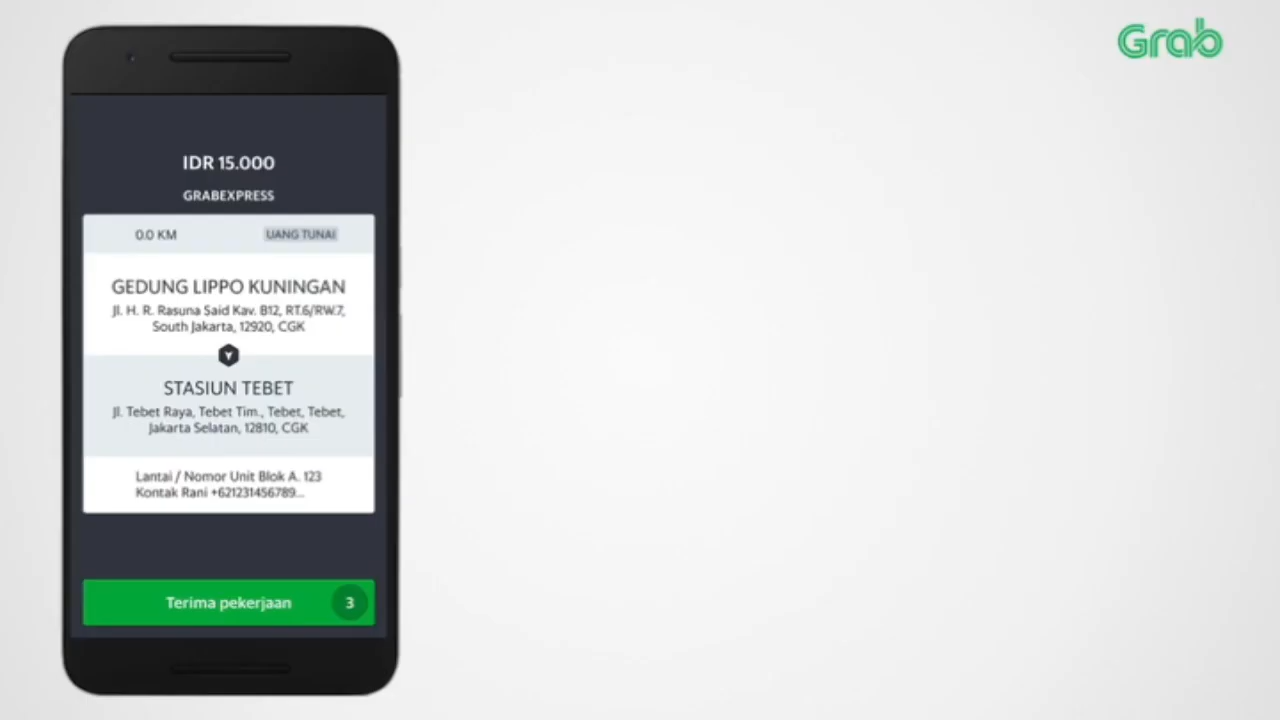 Grab
IDR 15.000
GRABEXPRESS
0.0 KM
UANG TUNAI
GEDUNG LIPPO KUNINGAN
Jl. H. R. Rasuna Said Kav. B12, RT.6/RW.7,
South Jakarta, 12920, CGK
STASIUN TEBET
Jl. Tebet Raya, Tebet Tim., Tebet, Tebet,
Jakarta Selatan, 12810, CGK
Lantai / Nomor Unit Blok A. 123
Kontak Rani +621231456789...
Terima pekerjaan
3